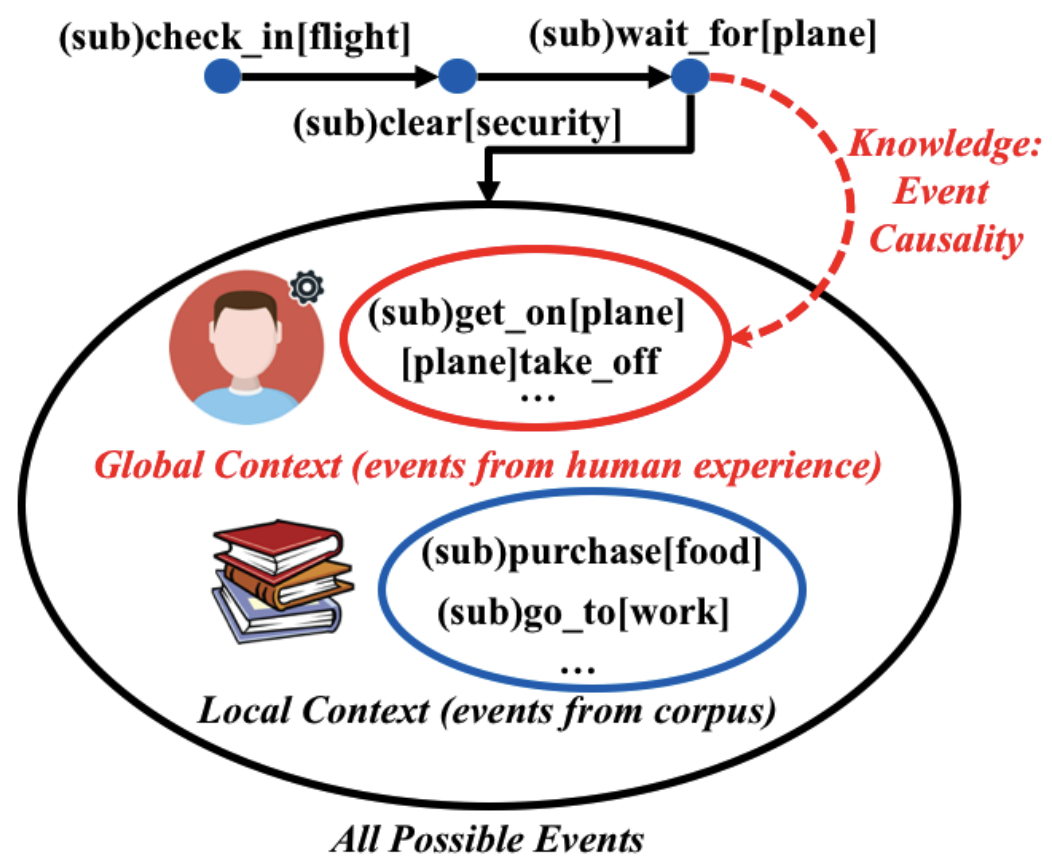 (sub)check_in[flight]
(sub)wait_for[plane]
(sub)clear[security]
Knowledge:
Event
Causality
(sub)get_on[plane]
[plane]take_off
...
Global Context (events from human experience)
(sub)purchase[food]
(sub)go_to[work]
...
Local Context (events from corpus)
All Possible Events